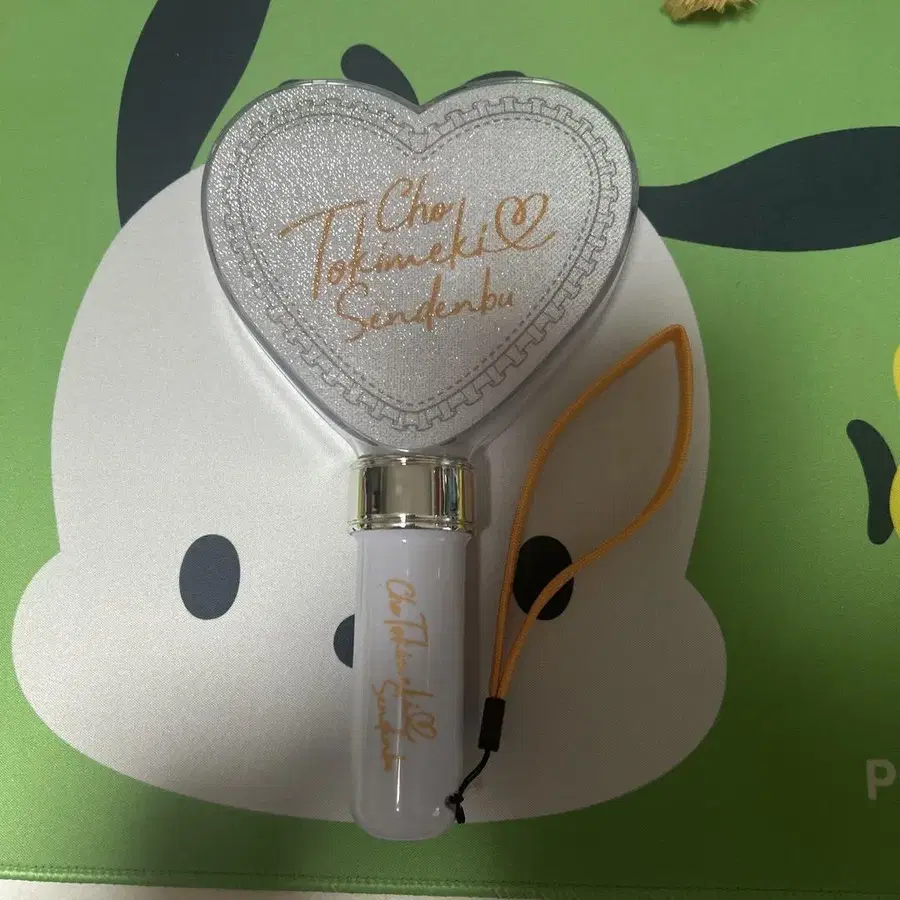 Cho
Tokimeki♡
Sendenbu
Cho Tokimeki♡
Sendenbu
P